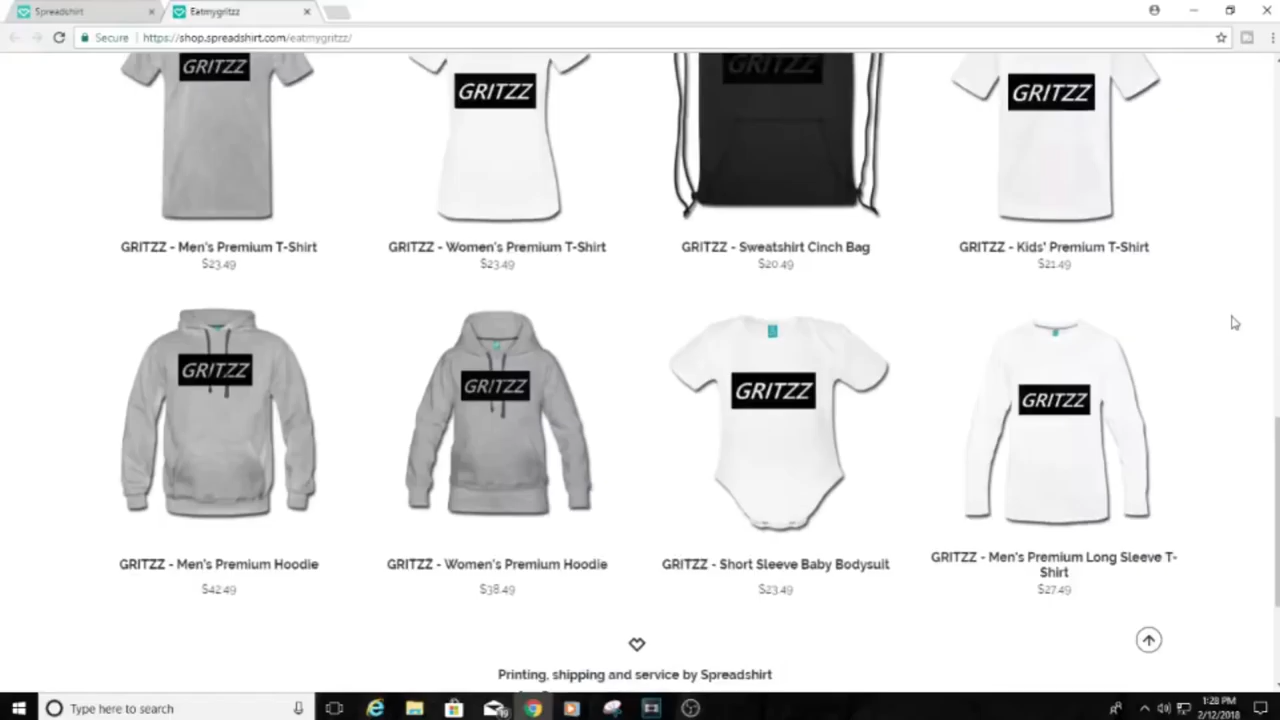 Spreadshirt
Eatmygritzz
Secure https://shop.spreadshirt.com/eatmygritzz/
GRITZZ
GRITZZ
GRITZZ
GRITZZ
GRITZZ - Men's Premium T-Shirt
$23.49
GRITZZ - Women's Premium T-Shirt
$23.49
GRITZZ - Sweatshirt Cinch Bag
$20.49
GRITZZ - Kids' Premium T-Shirt
$21.49
GRITZZ
GRITZZ
GRITZZ
GRITZZ
GRITZZ - Men's Premium Hoodie
$42.49
GRITZZ - Women's Premium Hoodie
$38.49
GRITZZ - Short Sleeve Baby Bodysuit
$23.49
GRITZZ - Men's Premium Long Sleeve T-
Shirt
$27.49
Printing, shipping and service by Spreadshirt
Type here to search
1:28 PM
2/12/2018